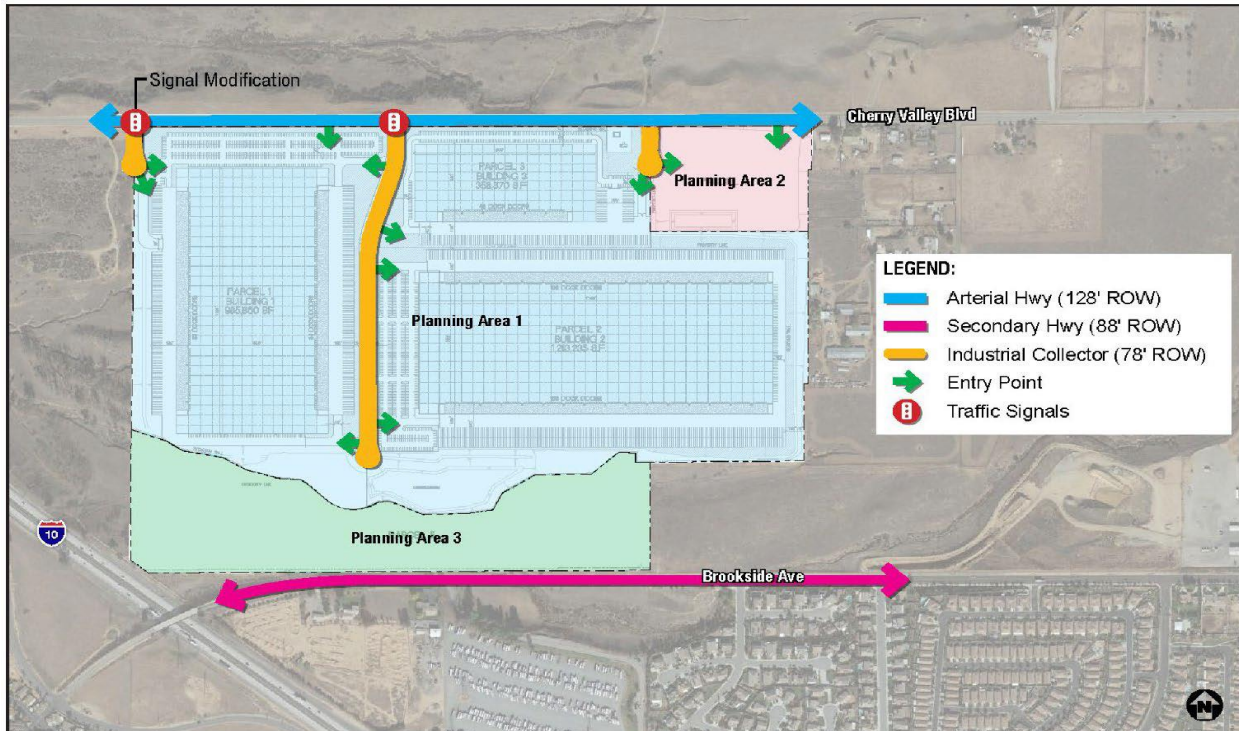 Signal Modification
Cherry Valley Blvd
PARCEL 3
BUILDING 3
Planning Area 2
LEGEND:
Arterial Hwy (128' ROW)
Secondary Hwy (88' ROW)
Industrial Collector (78' ROW)
Entry Point
Traffic Signals
PARCEL 1
BUILDING 1
Planning Area 1
PARCEL 2
BUILDING 2
Planning Area 3
10
Brookside Ave
N